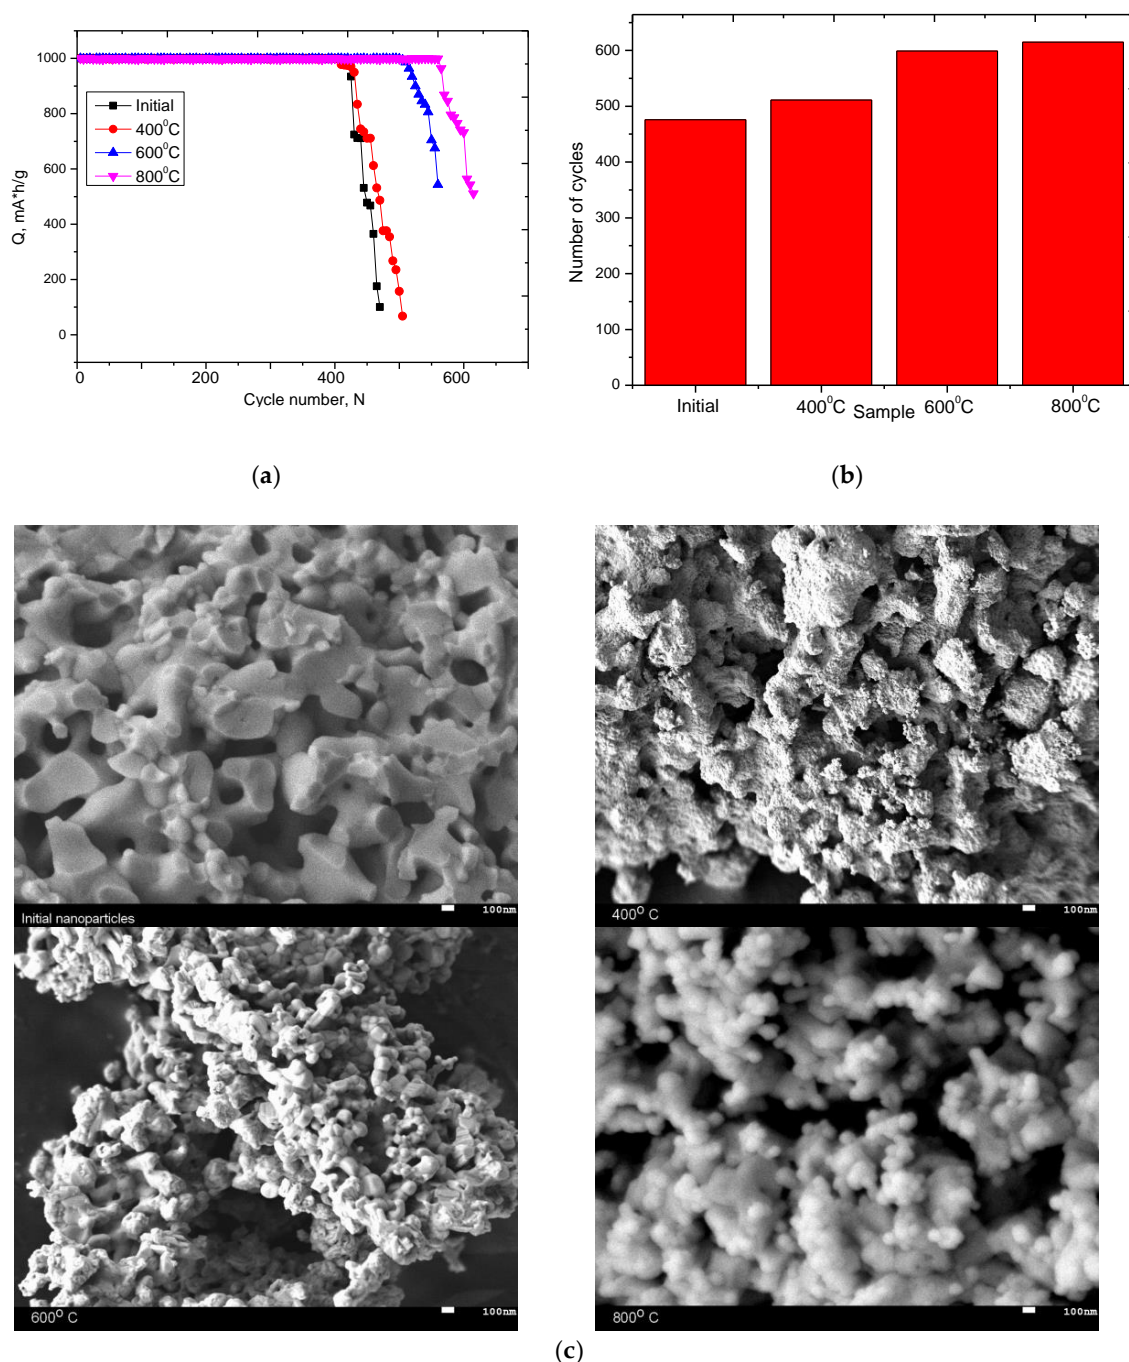 1000
800
600
400
200
0
Q, mA*h/g
Initial
400⁰C
600⁰C
800⁰C
0
200
400
600
Cycle number, N
(a)
600
500
400
300
200
100
0
Number of cycles
Initial
400⁰C
600⁰C
800⁰C
Sample
(b)
Initial nanoparticles
100nm
400⁰ C
100nm
600⁰ C
100nm
800⁰ C
100nm
(c)